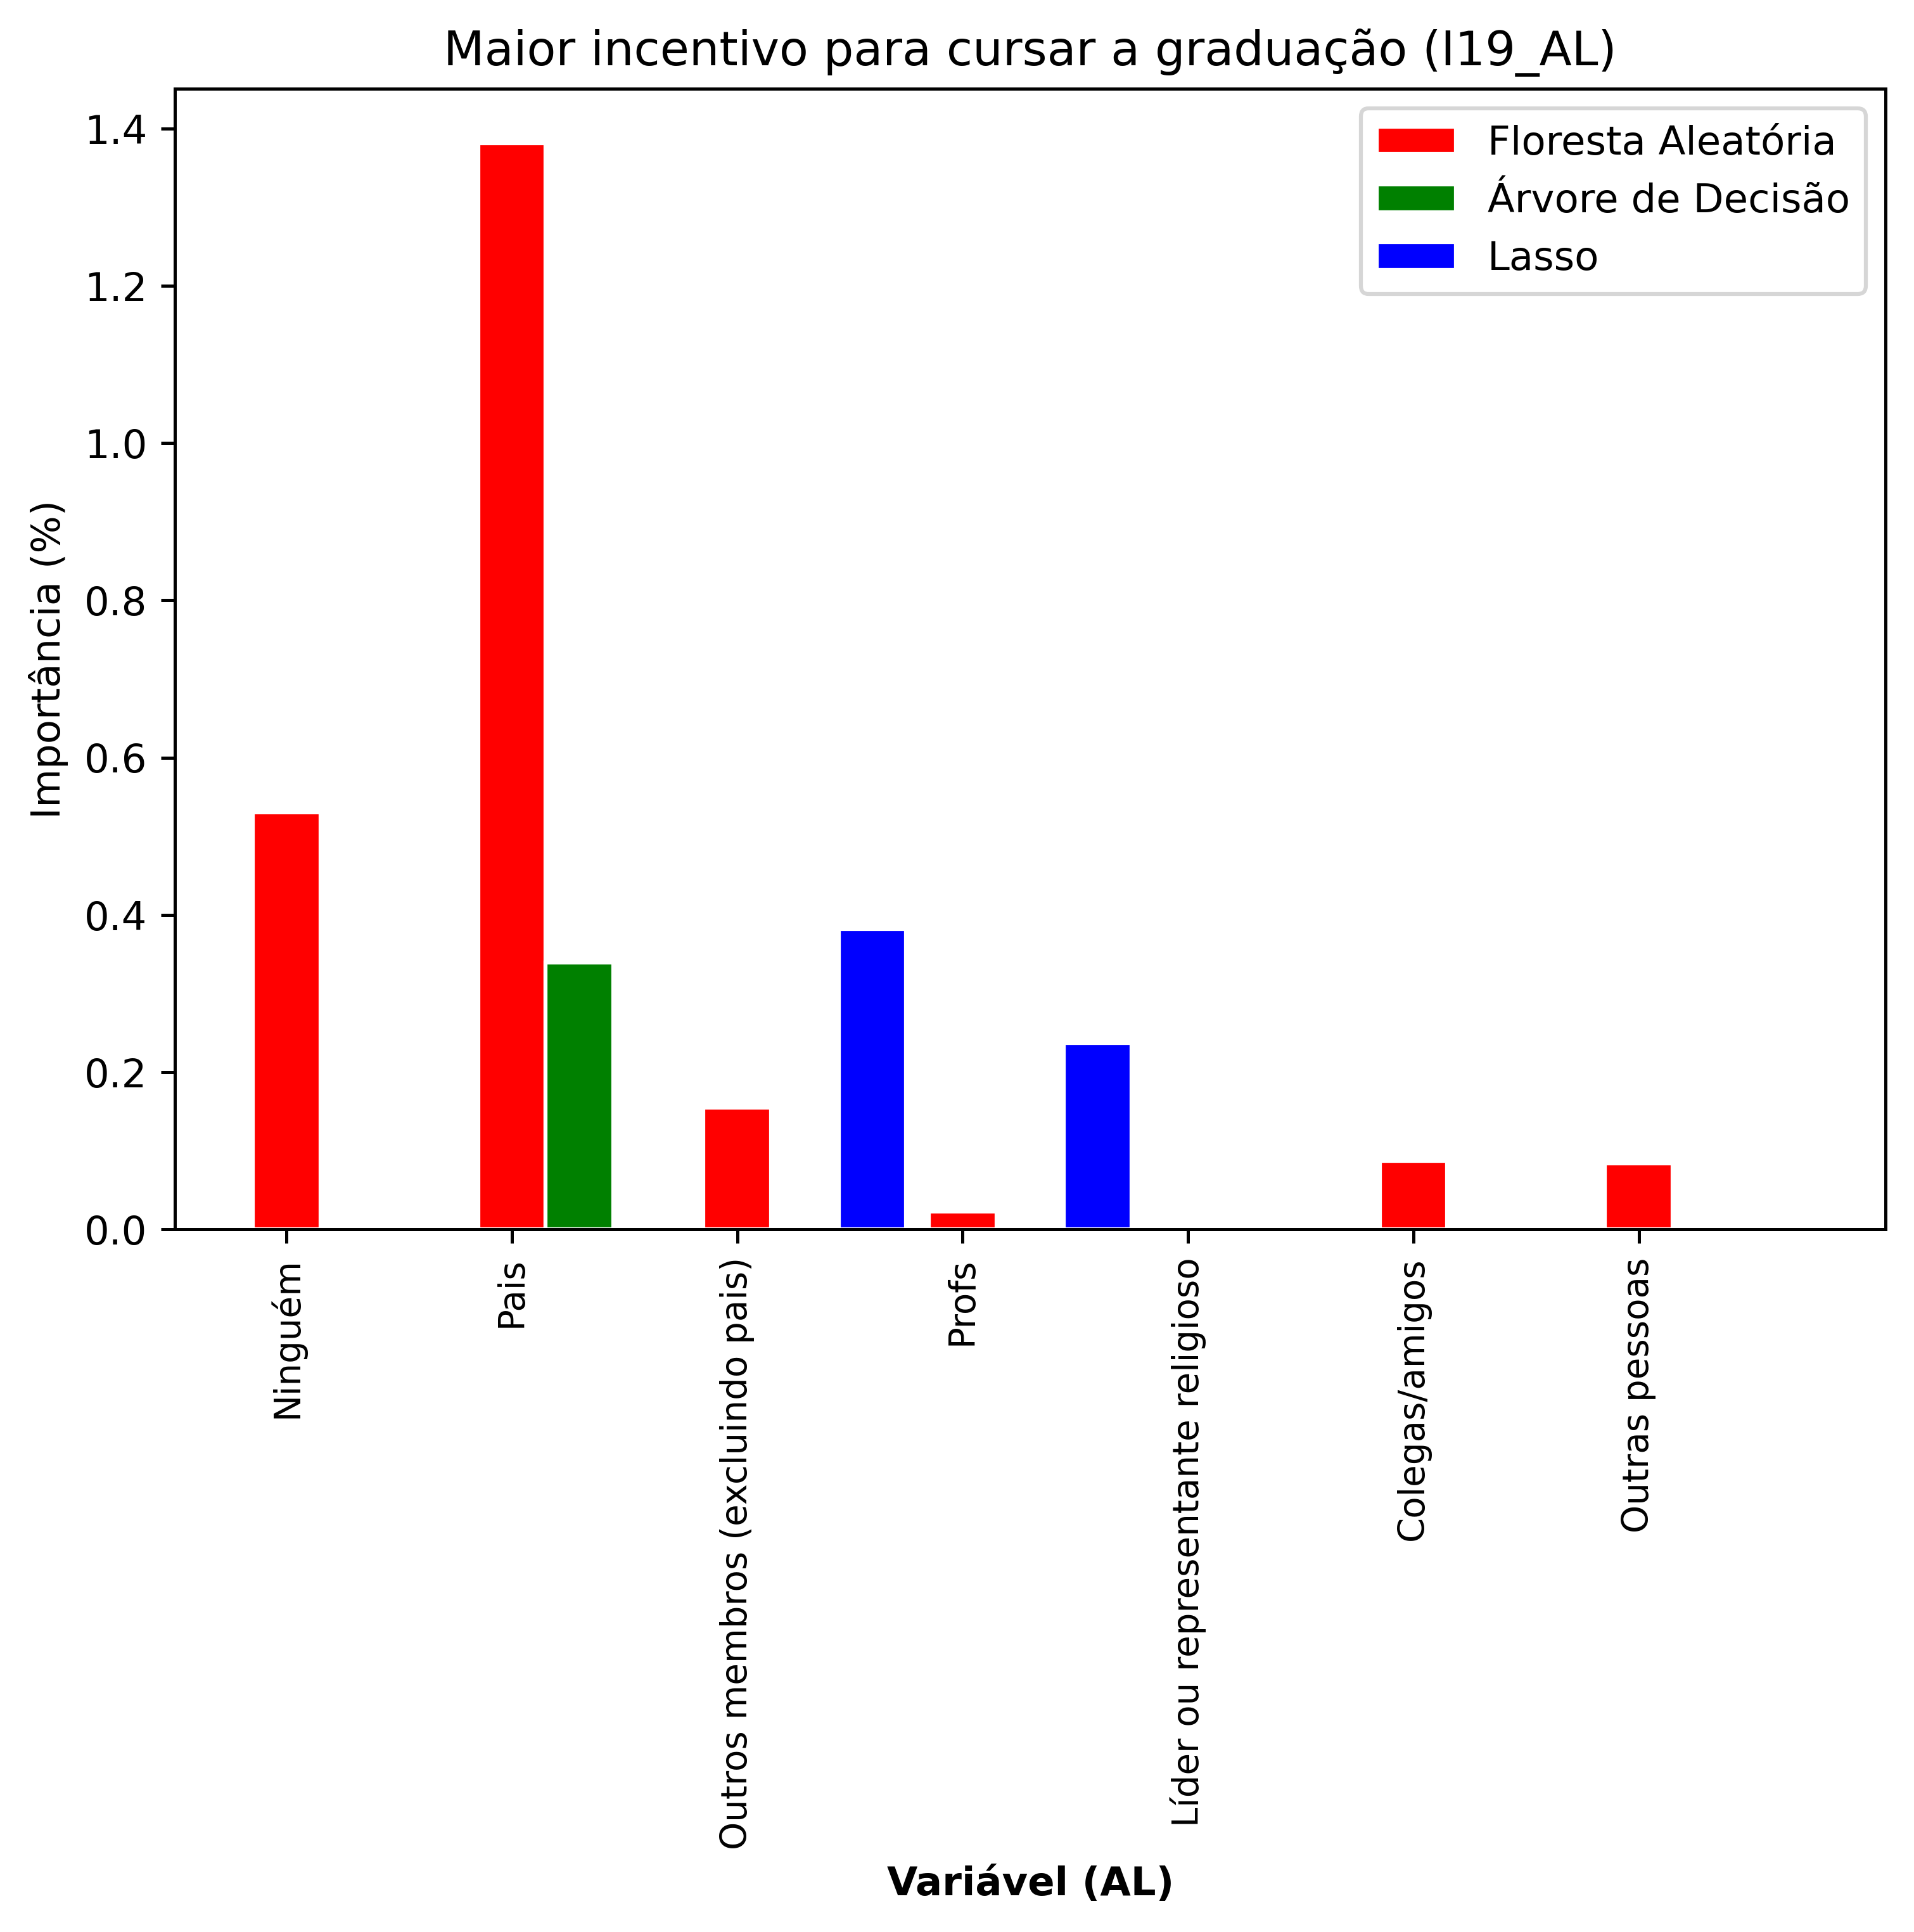 Maior incentivo para cursar a graduação (I19_AL)
Floresta Aleatória
Árvore de Decisão
Lasso
Importância (%)
1.4
1.2
1.0
0.8
0.6
0.4
0.2
0.0
Ninguém
Pais
Outros membros (excluindo pais)
Profs
Líder ou representante religioso
Colegas/amigos
Outras pessoas
Variável (AL)